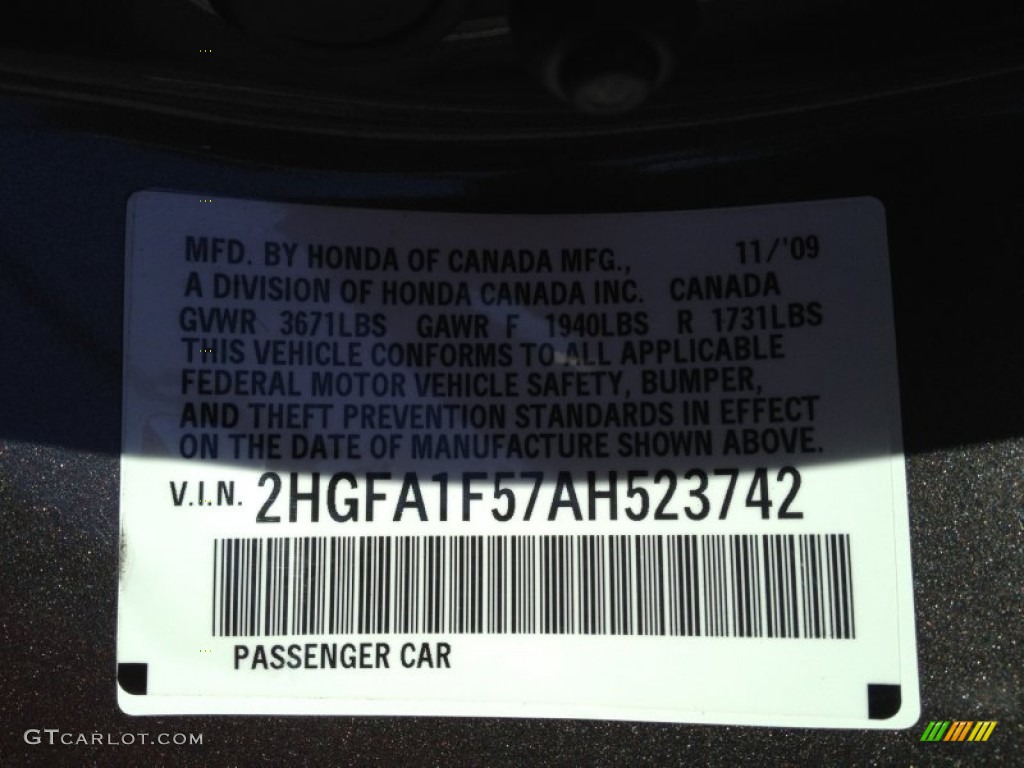 MFD. BY HONDA OF CANADA MFG., 11/'09
A DIVISION OF HONDA CANADA INC. CANADA
GVWR 3671LBS GAWR F 1940LBS R 1731LBS
THIS VEHICLE CONFORMS TO ALL APPLICABLE
FEDERAL MOTOR VEHICLE SAFETY, BUMPER,
AND THEFT PREVENTION STANDARDS IN EFFECT
ON THE DATE OF MANUFACTURE SHOWN ABOVE.
V.I.N. 2HGFA1F57AH523742
PASSENGER CAR
GTCARLOT.COM